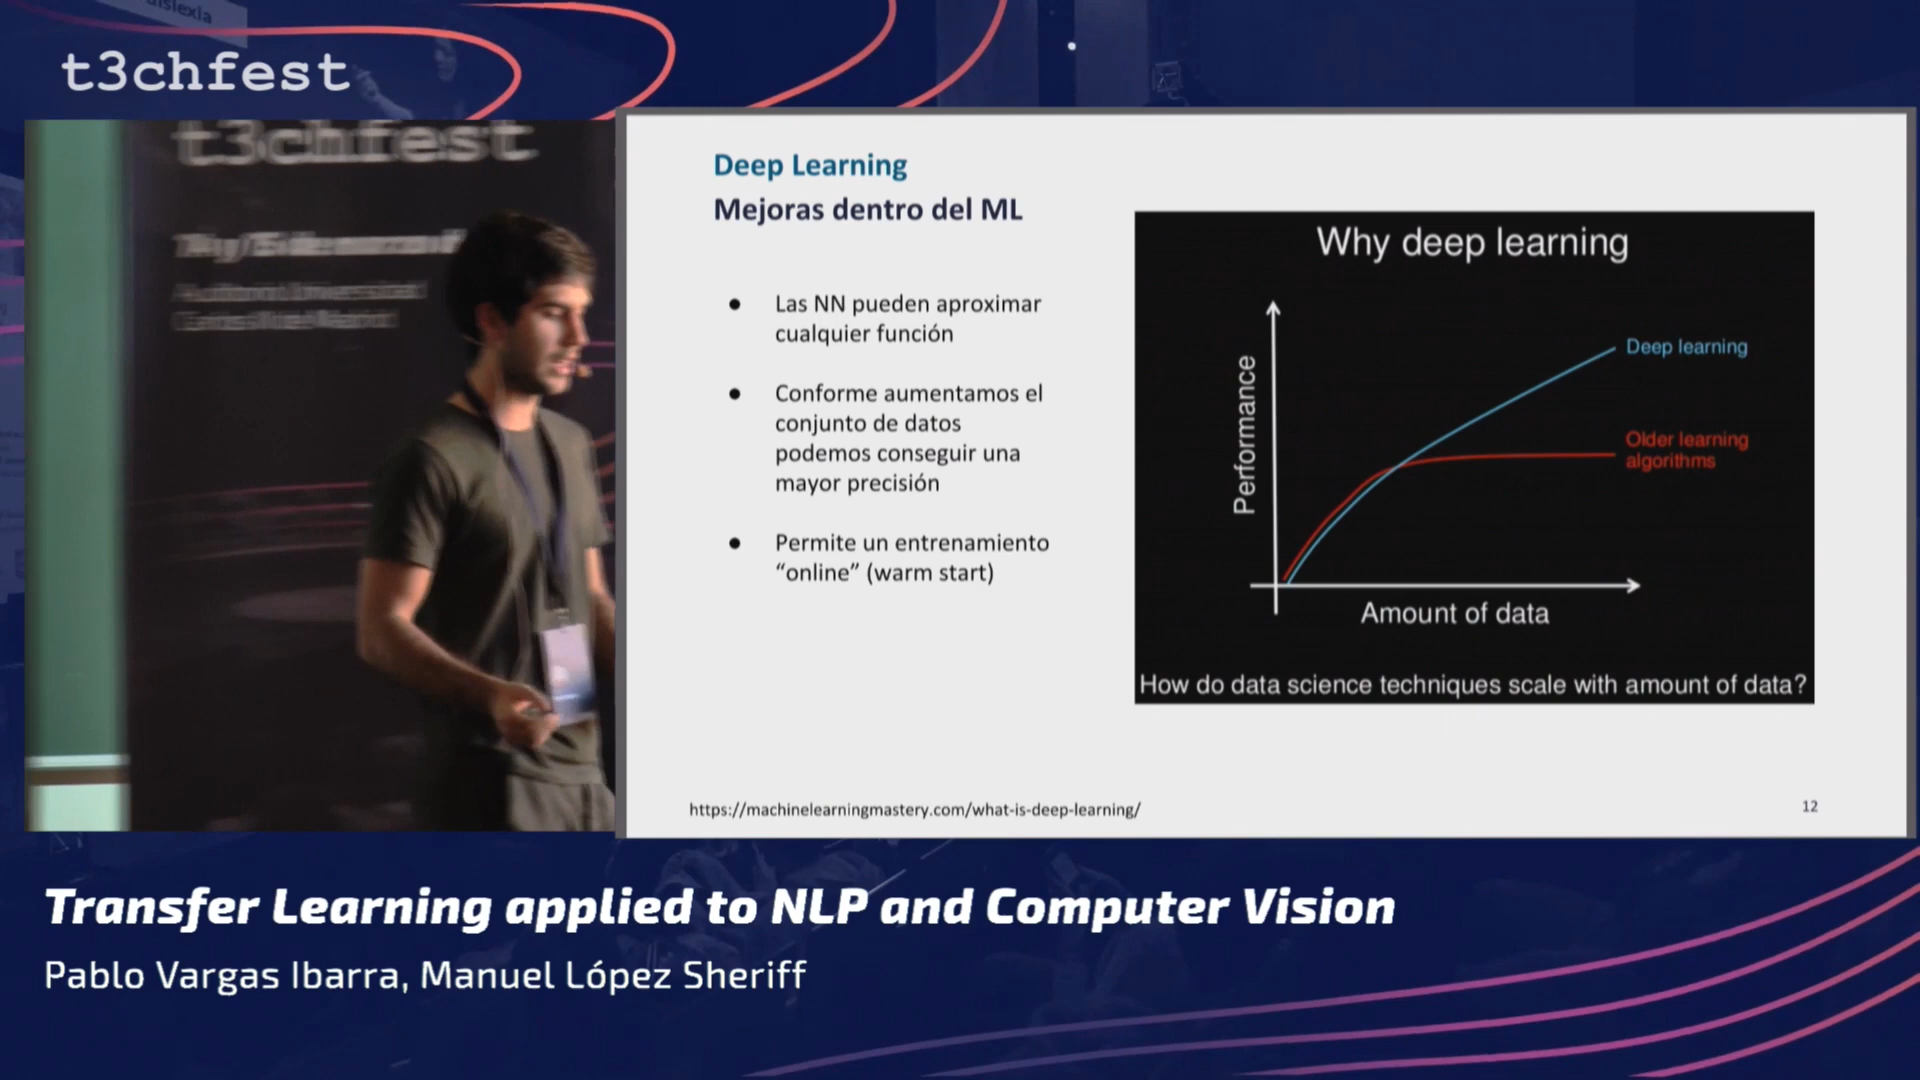 t3chfest
t3chfest
Deep Learning
Mejoras dentro del ML
● Las NN pueden aproximar
cualquier función
● Conforme aumentamos el
conjunto de datos
podemos conseguir una
mayor precisión
● Permite un entrenamiento
“online” (warm start)
Why deep learning
Performance
Deep learning
Older learning
algorithms
Amount of data
How do data science techniques scale with amount of data?
https://machinelearningmastery.com/what-is-deep-learning/
12
Transfer Learning applied to NLP and Computer Vision
Pablo Vargas Ibarra, Manuel López Sheriff